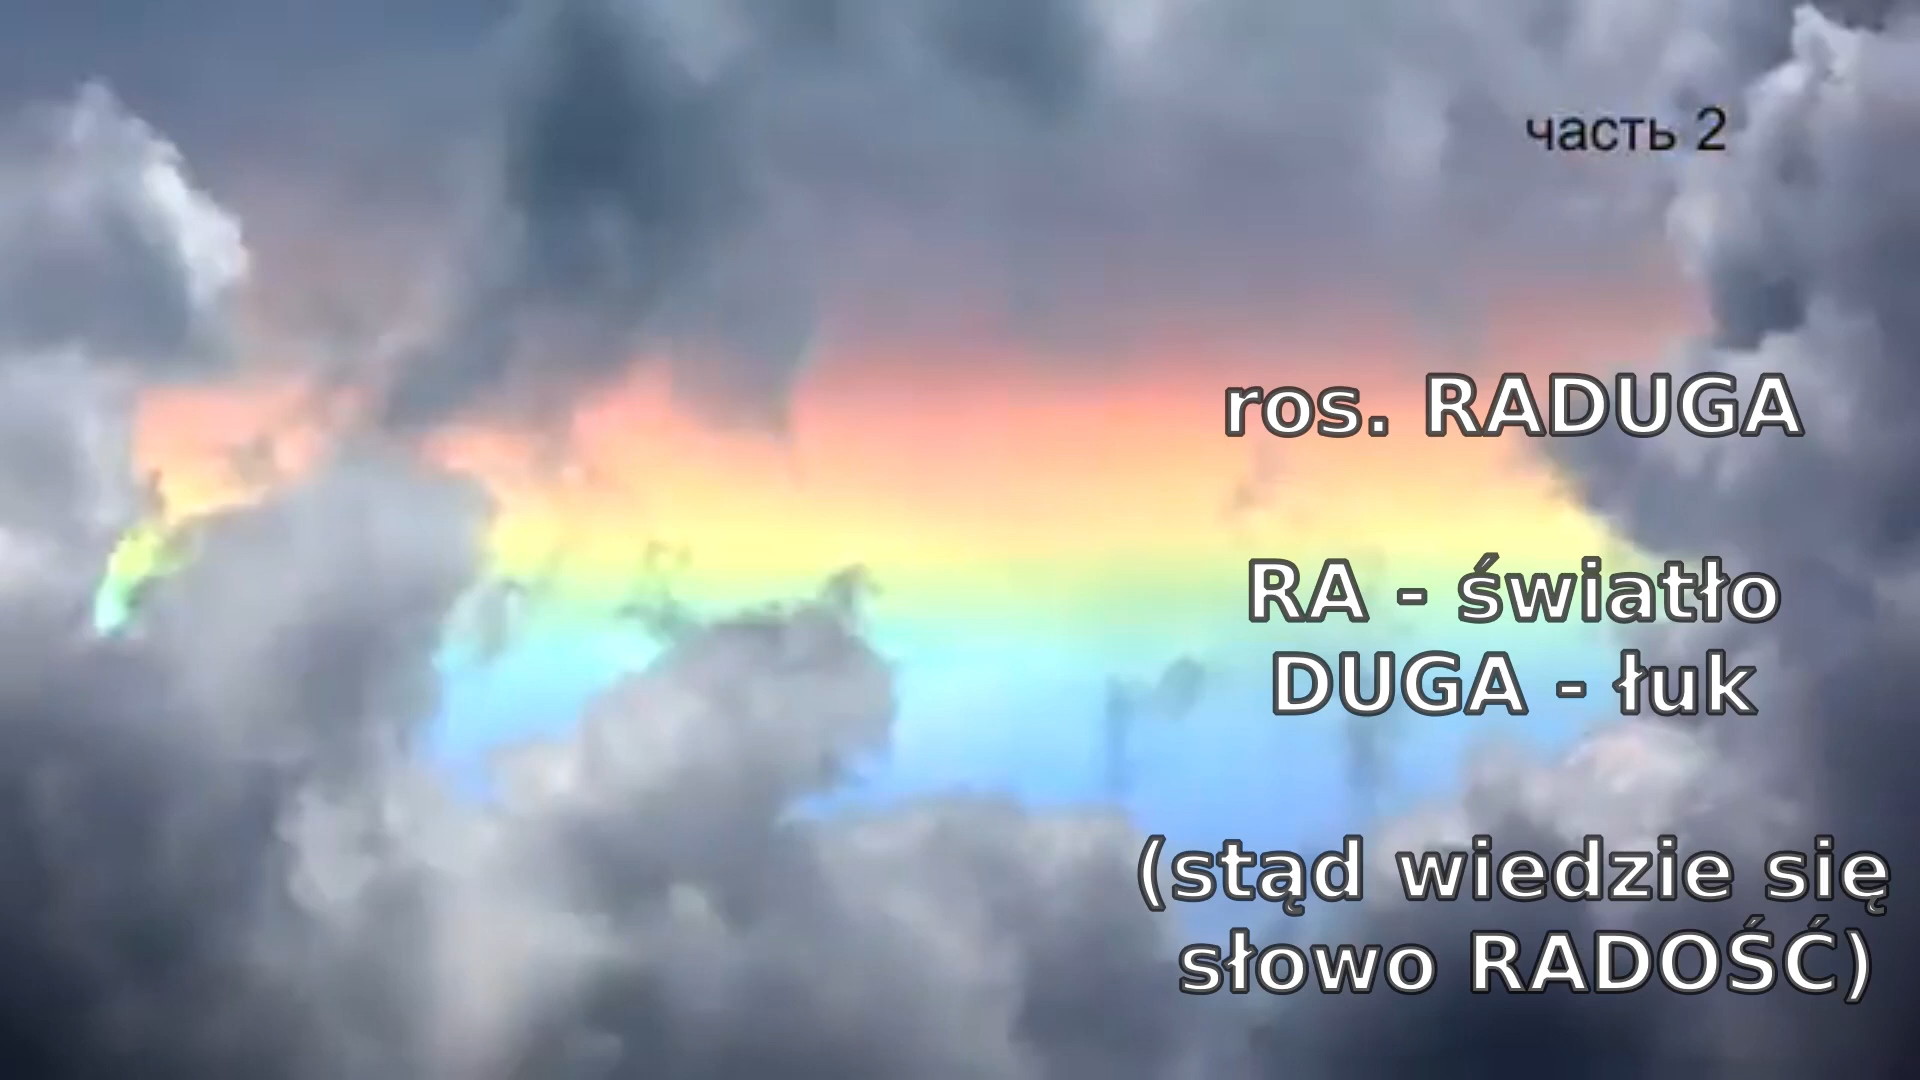 часть 2
ros. RADUGA
RA - światło
DUGA - łuk
(stąd wiedzie się
słowo RADOŚĆ)